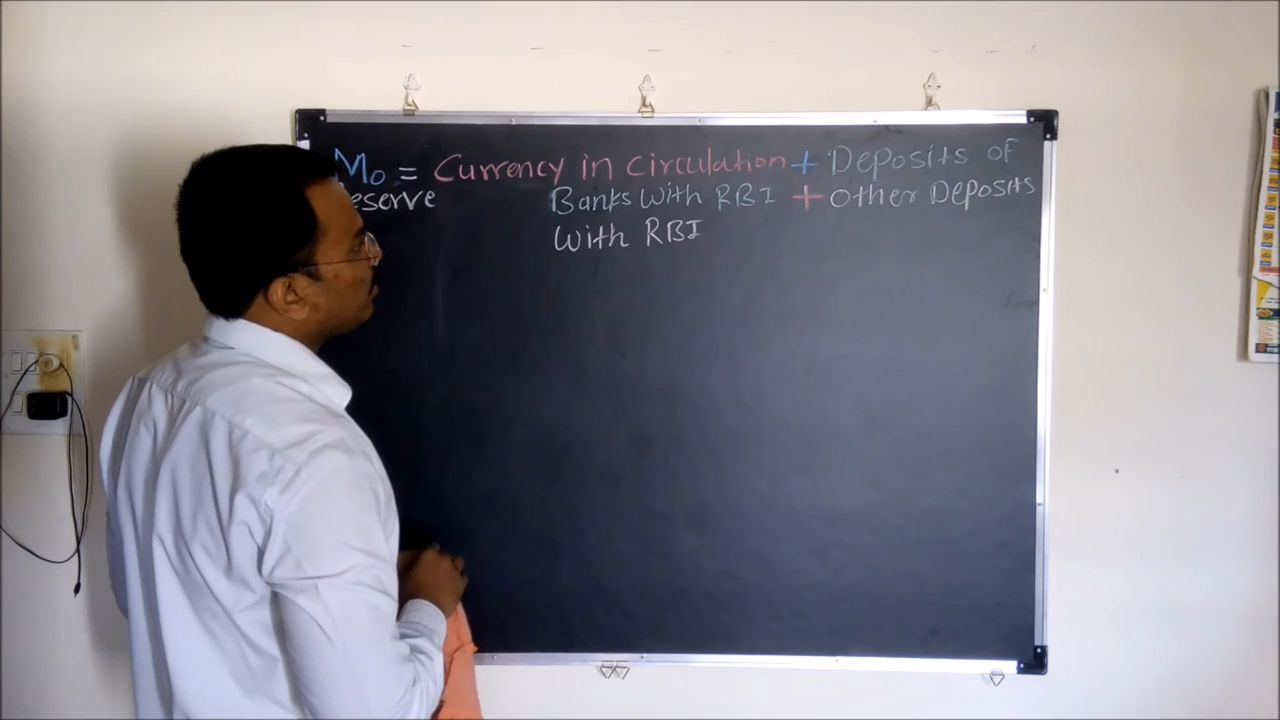 M0 = Currency in circulation + Deposits of
eserve Banks With RBI + other Deposits
With RBI